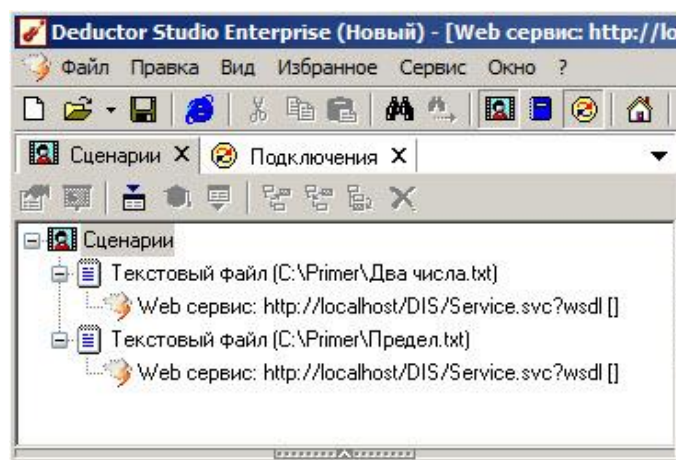 Deductor Studio Enterprise (Новый) - [Web сервис: http://lo
Файл Правка Вид Избранное Сервис Окно ?
Сценарии X Подключения X
Сценарии
Текстовый файл (C:\Primer\Два числа.txt)
Web сервис: http://localhost/DIS/Service.svc?wsdl []
Текстовый файл (C:\Primer\Предел.txt)
Web сервис: http://localhost/DIS/Service.svc?wsdl []